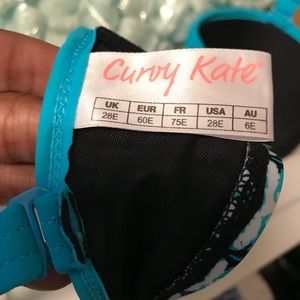 Curvy Kate®
UK EUR FR USA AU
28E 60E 75E 28E 6E